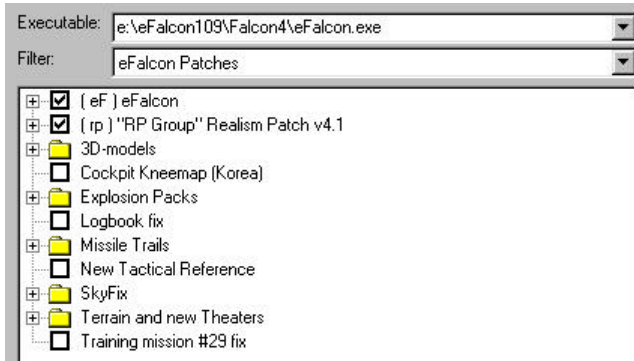 Executable: e:\eFalcon109\Falcon4\eFalcon.exe
Filter: eFalcon Patches
( eF ) eFalcon
( rp ) "RP Group" Realism Patch v4.1
3D-models
Cockpit Kneemap (Korea)
Explosion Packs
Logbook fix
Missile Trails
New Tactical Reference
SkyFix
Terrain and new Theaters
Training mission #29 fix